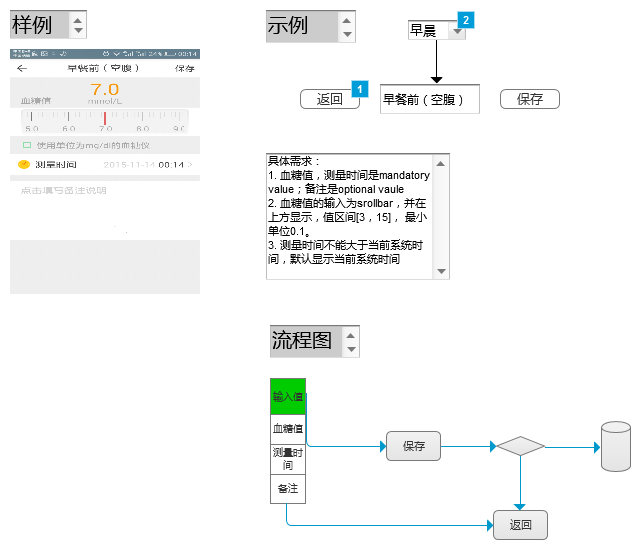 样例
示例
早晨
2
24%
00:14
早餐前（空腹）
保存
7.0
血糖值
mmol/L
5.0 6.0 7.0 8.0 9.0
使用单位为mg/dl的血糖仪
测量时间 2015-11-14 00:14
点击填写备注说明
1
返回
早餐前（空腹）
保存
具体需求：
1. 血糖值，测量时间是mandatory
value；备注是optional vaule
2. 血糖值的输入为srollbar，并在
上方显示，值区间[3，15]， 最小
单位0.1。
3. 测量时间不能大于当前系统时
间，默认显示当前系统时间
流程图
输入值
血糖值
测量时
间
备注
保存
返回